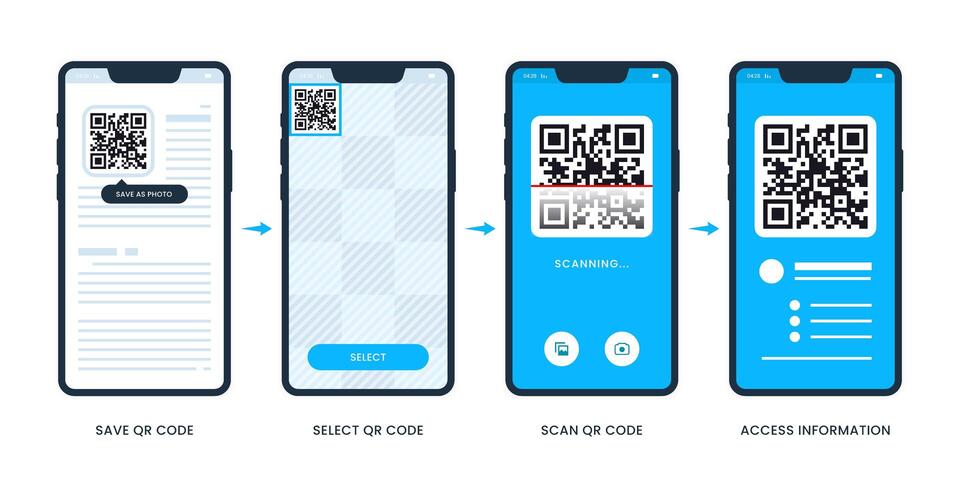 04:28
SAVE AS PHOTO
SAVE QR CODE
04:28
SELECT
SELECT QR CODE
04:28
SCANNING...
SCAN QR CODE
04:28
ACCESS INFORMATION